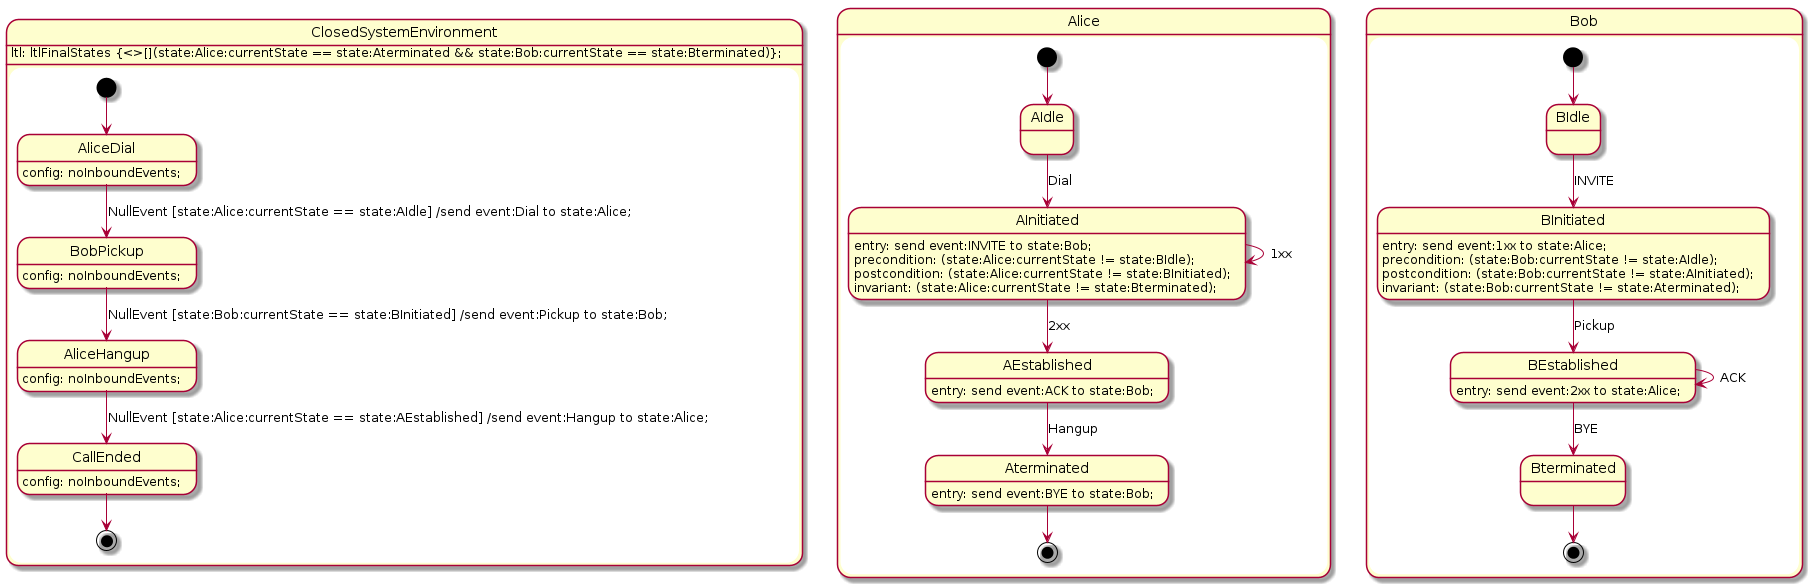 ClosedSystemEnvironment
ltl: ltlFinalStates {<>[](state:Alice:currentState == state:Aterminated && state:Bob:currentState == state:Bterminated)};
AliceDial
config: noInboundEvents;
NullEvent [state:Alice:currentState == state:AIdle] /send event:Dial to state:Alice;
BobPickup
config: noInboundEvents;
NullEvent [state:Bob:currentState == state:BInitiated] /send event:Pickup to state:Bob;
AliceHangup
config: noInboundEvents;
NullEvent [state:Alice:currentState == state:AEstablished] /send event:Hangup to state:Alice;
CallEnded
config: noInboundEvents;
Alice
AIdle
Dial
AInitiated
entry: send event:INVITE to state:Bob;
precondition: (state:Alice:currentState != state:BIdle);
postcondition: (state:Alice:currentState != state:BInitiated);
invariant: (state:Alice:currentState != state:Bterminated);
1xx
2xx
AEstablished
entry: send event:ACK to state:Bob;
Hangup
Aterminated
entry: send event:BYE to state:Bob;
Bob
BIdle
INVITE
BInitiated
entry: send event:1xx to state:Alice;
precondition: (state:Bob:currentState != state:AIdle);
postcondition: (state:Bob:currentState != state:AInitiated);
invariant: (state:Bob:currentState != state:Aterminated);
Pickup
BEstablished
entry: send event:2xx to state:Alice;
ACK
BYE
Bterminated